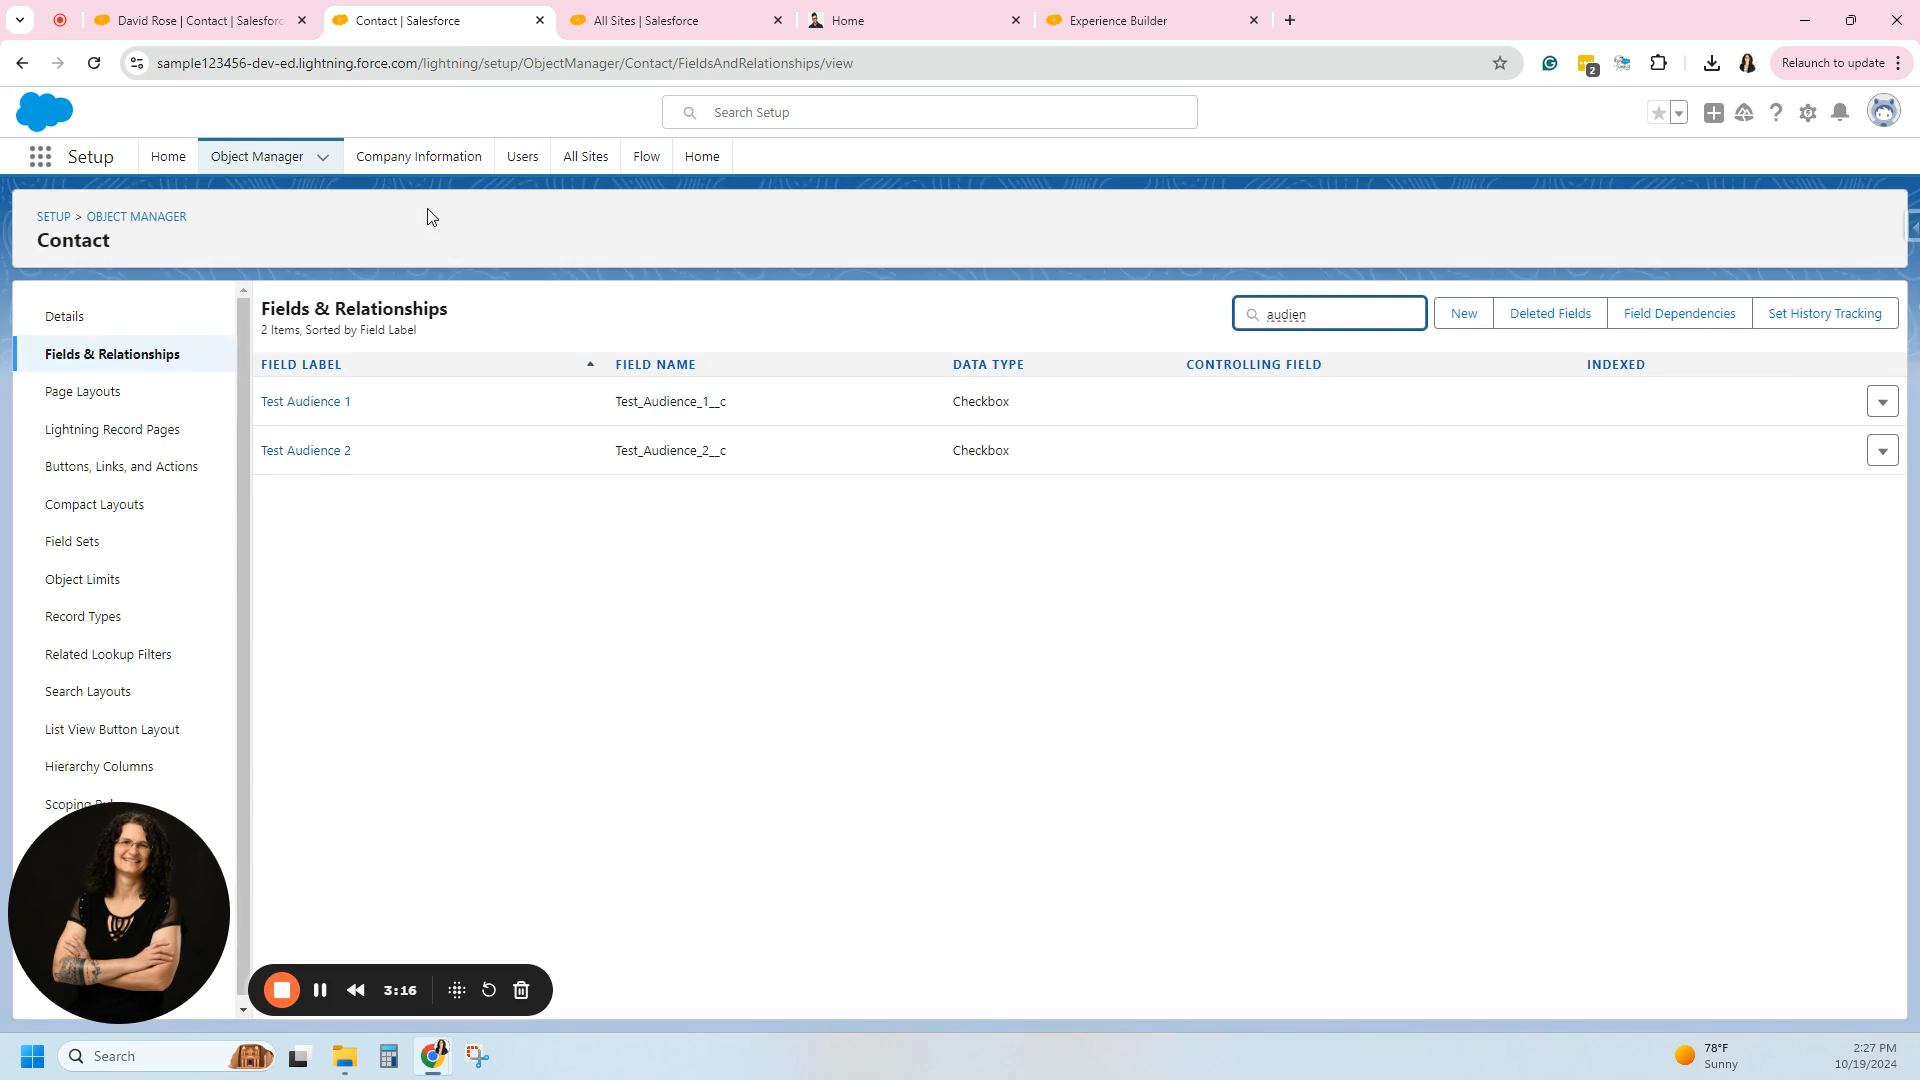 David Rose | Contact | Salesforc
Contact | Salesforce
All Sites | Salesforce
Home
Experience Builder
sample123456-dev-ed.lightning.force.com/lightning/setup/ObjectManager/Contact/FieldsAndRelationships/view
2
Relaunch to update
Search Setup
Setup
Home
Object Manager
Company Information
Users
All Sites
Flow
Home
SETUP > OBJECT MANAGER
Contact
Details
Fields & Relationships
Page Layouts
Lightning Record Pages
Buttons, Links, and Actions
Compact Layouts
Field Sets
Object Limits
Record Types
Related Lookup Filters
Search Layouts
List View Button Layout
Hierarchy Columns
Scoping
Fields & Relationships
2 Items, Sorted by Field Label
audien
New
Deleted Fields
Field Dependencies
Set History Tracking
FIELD LABEL FIELD NAME DATA TYPE CONTROLLING FIELD INDEXED
Test Audience 1 Test_Audience_1__c Checkbox
Test Audience 2 Test_Audience_2__c Checkbox
3:16
Search
78°F
Sunny
2:27 PM
10/19/2024